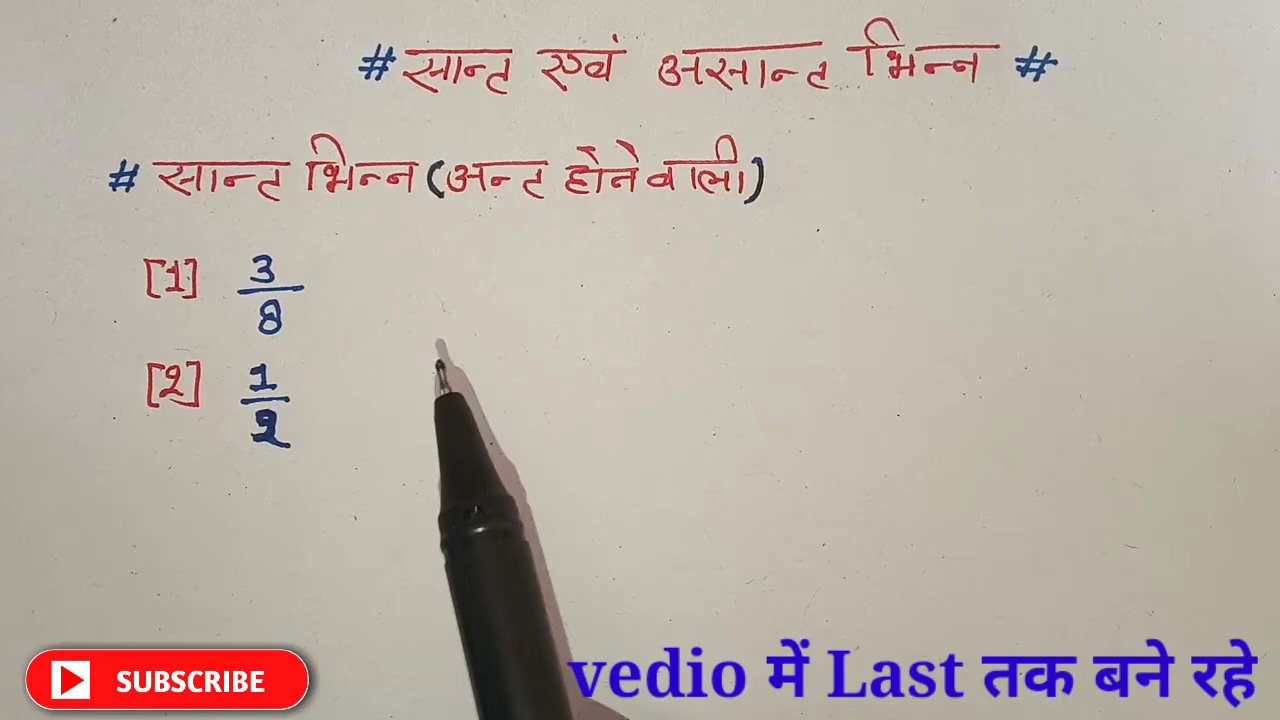 # सान्त एवं असान्त भिन्न #
# सान्त भिन्न (अन्त होने वाली)
[1] 3/8
[2] 1/2
SUBSCRIBE
vedio में Last तक बने रहे